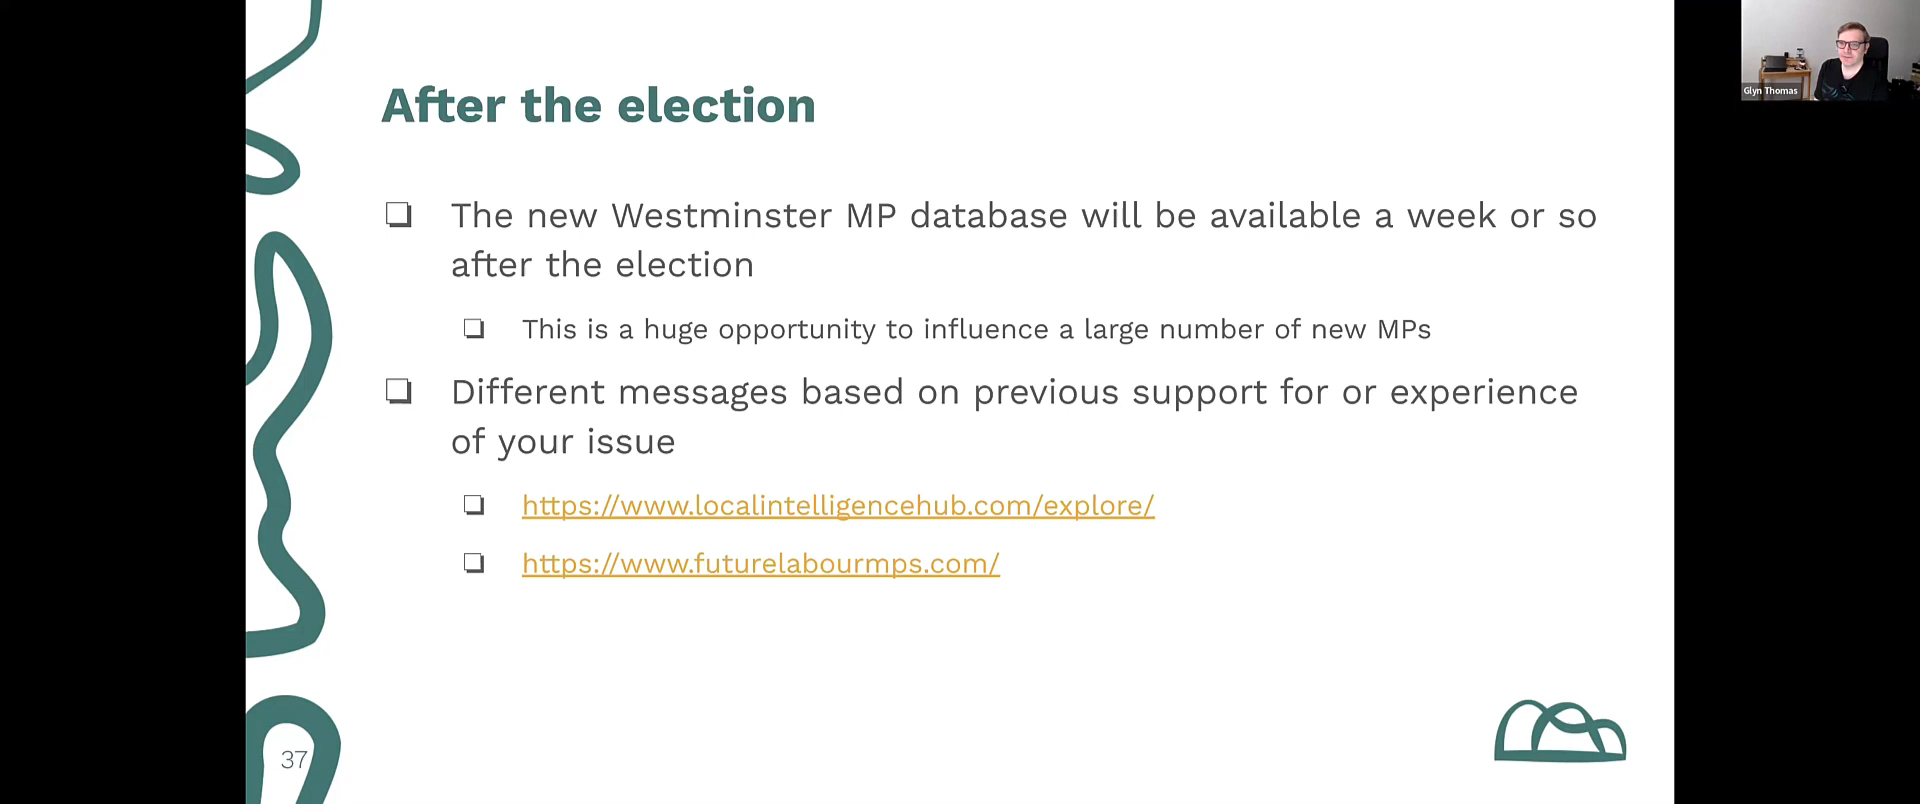 After the election
The new Westminster MP database will be available a week or so
after the election
This is a huge opportunity to influence a large number of new MPs
Different messages based on previous support for or experience
of your issue
https://www.localintelligencehub.com/explore/
https://www.futurelabourmps.com/
37
Glyn Thomas